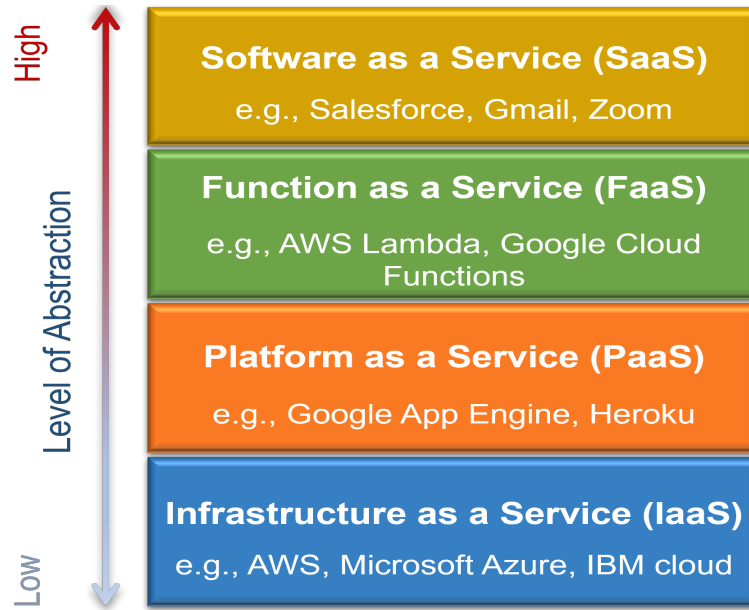 High
Level of Abstraction
Low
Software as a Service (SaaS)
e.g., Salesforce, Gmail, Zoom
Function as a Service (FaaS)
e.g., AWS Lambda, Google Cloud
Functions
Platform as a Service (PaaS)
e.g., Google App Engine, Heroku
Infrastructure as a Service (IaaS)
e.g., AWS, Microsoft Azure, IBM cloud